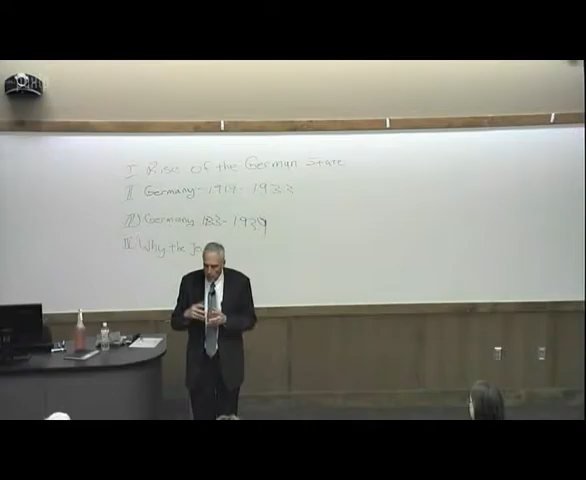 I Rise of the German State
II Germany - 1919 - 1933
III) Germany 1933 - 1939
IV Why the